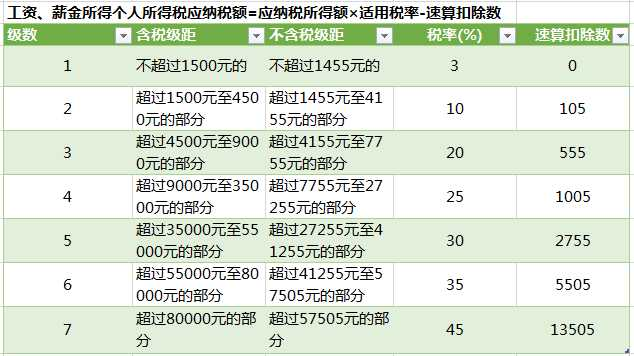 工资、薪金所得个人所得税应纳税额=应纳税所得额×适用税率-速算扣除数
级数 含税级距 不含税级距 税率(%) 速算扣除数
1 不超过1500元的 不超过1455元的 3 0
超过1500元至450 超过1455元至41
2 10 105
0元的部分 55元的部分
超过4500元至900 超过4155元至77
3 20 555
0元的部分 55元的部分
超过9000元至350 超过7755元至27
4 25 1005
00元的部分 255元的部分
超过35000元至55 超过27255元至4
5 30 2755
000元的部分 1255元的部分
超过55000元至80 超过41255元至5
6 35 5505
000元的部分 7505元的部分
超过80000元的部 超过57505元的部
7 45 13505
分 分